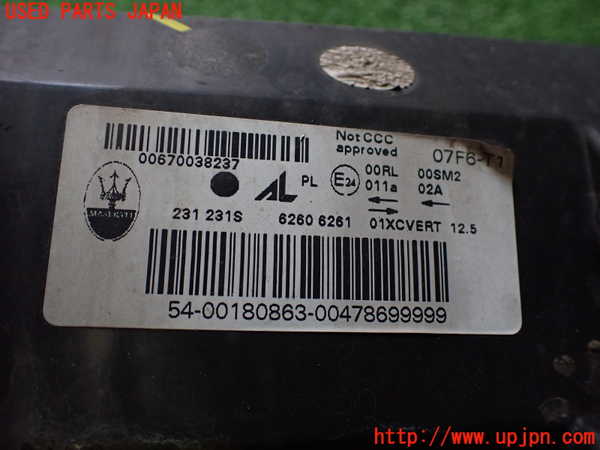 USED PARTS JAPAN
00670038237
Not CCC
approved
07F6-T1
MASERATI
AL
PL
E24
00RL 00SM2
011a 02A
231 231S
6260 6261
01XCVERT 12.5
54-00180863-00478699999
http://www.upjpn.com/